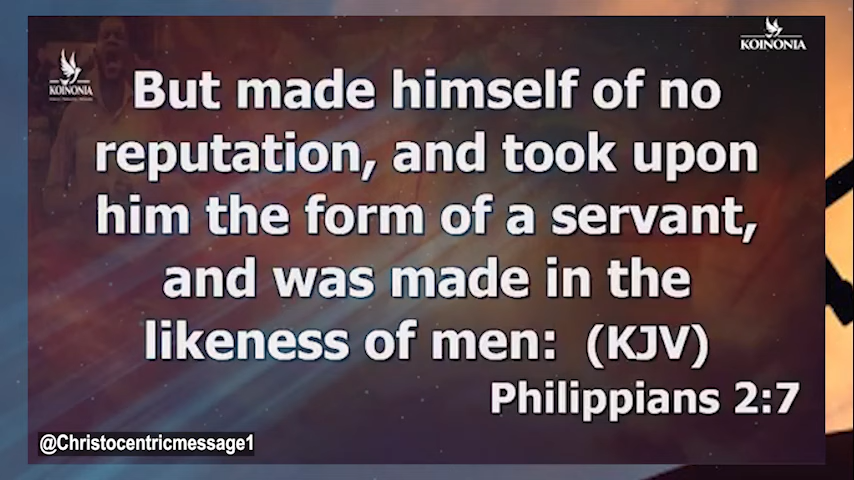 KOINONIA
KOINONIA
But made himself of no
reputation, and took upon
him the form of a servant,
and was made in the
likeness of men: (KJV)
Philippians 2:7
@Christocentricmessage1